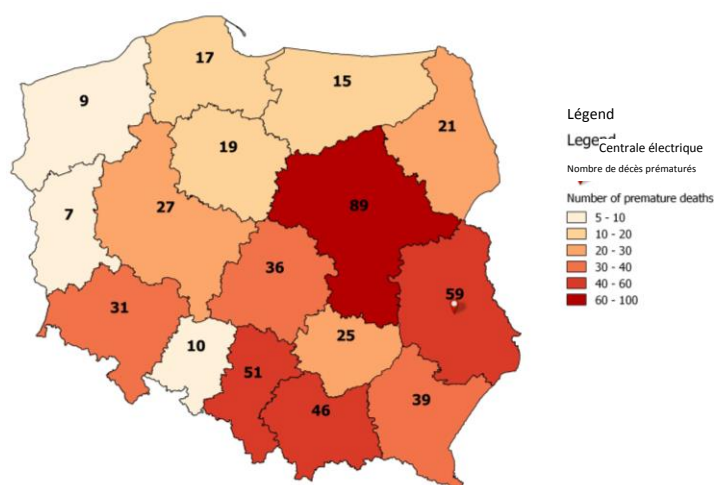 17
9
15
21
19
7
27
89
36
31
59
10
25
51
46
39
Légend
Legend
Centrale électrique
Nombre de décès prématurés
Number of premature deaths
5 - 10
10 - 20
20 - 30
30 - 40
40 - 60
60 - 100